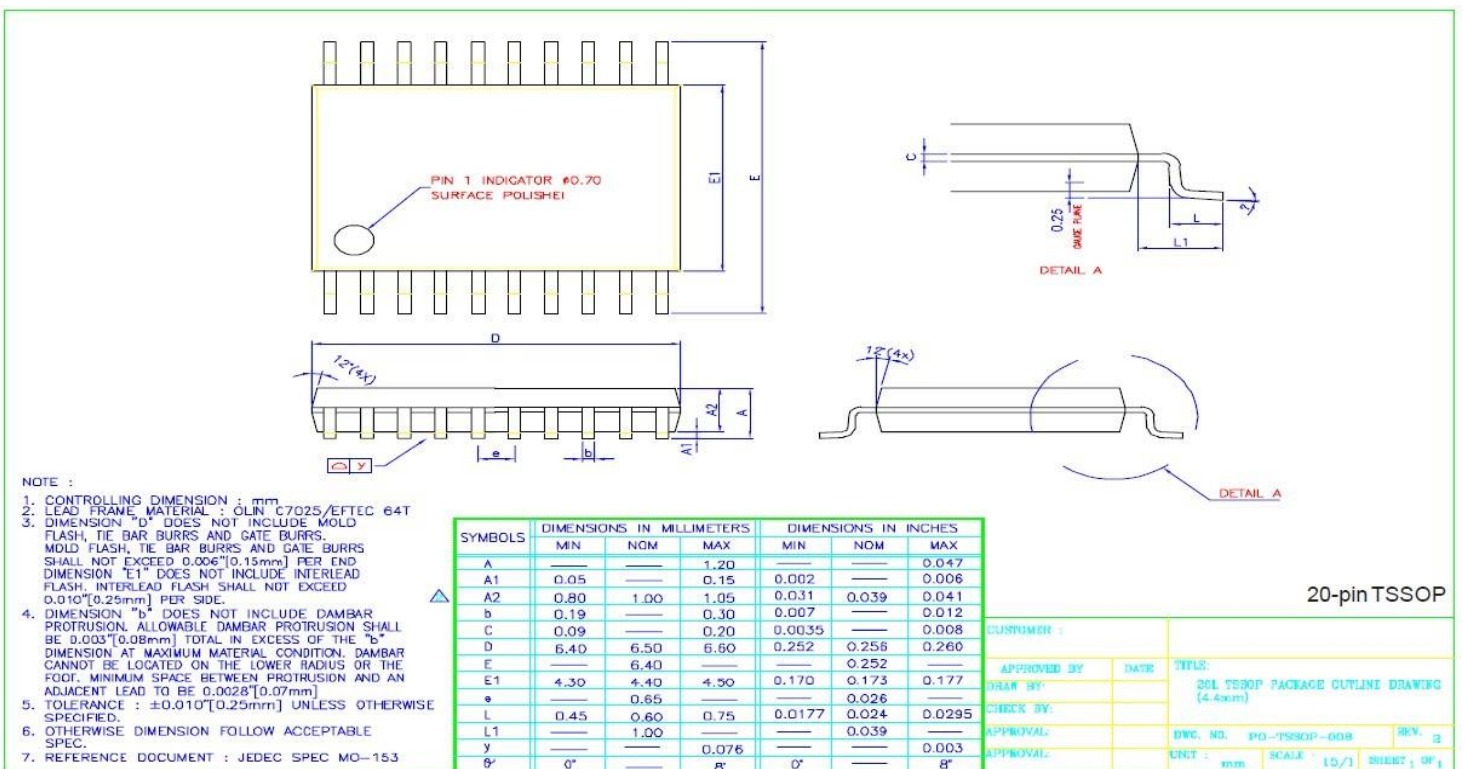 PIN 1 INDICATOR ø0.70
SURFACE POLISHEI
E1
E
C
0.25
GAUGE PLANE
L
L1
DETAIL A
D
12°(4X)
A2
A
A1
e
b
y
12°(4X)
DETAIL A
NOTE :
1. CONTROLLING DIMENSION : mm
2. LEAD FRAME MATERIAL : OLIN C7025/EFTEC 64T
3. DIMENSION "D" DOES NOT INCLUDE MOLD
FLASH, TIE BAR BURRS AND GATE BURRS.
MOLD FLASH, TIE BAR BURRS AND GATE BURRS
SHALL NOT EXCEED 0.006"[0.15mm] PER END
DIMENSION "E1" DOES NOT INCLUDE INTERLEAD
FLASH. INTERLEAD FLASH SHALL NOT EXCEED
0.010"[0.25mm] PER SIDE.
4. DIMENSION "b" DOES NOT INCLUDE DAMBAR
PROTRUSION. ALLOWABLE DAMBAR PROTRUSION SHALL
BE 0.003"[0.08mm] TOTAL IN EXCESS OF THE "b"
DIMENSION AT MAXIMUM MATERIAL CONDITION. DAMBAR
CANNOT BE LOCATED ON THE LOWER RADIUS OR THE
FOOT. MINIMUM SPACE BETWEEN PROTRUSION AND AN
ADJACENT LEAD TO BE 0.0028"[0.07mm]
5. TOLERANCE : ±0.010"[0.25mm] UNLESS OTHERWISE
SPECIFIED.
6. OTHERWISE DIMENSION FOLLOW ACCEPTABLE
SPEC.
7. REFERENCE DOCUMENT : JEDEC SPEC MO-153
SYMBOLS DIMENSIONS IN MILLIMETERS DIMENSIONS IN INCHES
MIN NOM MAX MIN NOM MAX
A — — 1.20 — — 0.047
A1 0.05 — 0.15 0.002 — 0.006
A2 0.80 1.00 1.05 0.031 0.039 0.041
b 0.19 — 0.30 0.007 — 0.012
C 0.09 — 0.20 0.0035 — 0.008
D 6.40 6.50 6.60 0.252 0.256 0.260
E — 6.40 — — 0.252 —
E1 4.30 4.40 4.50 0.170 0.173 0.177
e — 0.65 — — 0.026 —
L 0.45 0.60 0.75 0.0177 0.024 0.0295
L1 — 1.00 — — 0.039 —
y — — 0.076 — — 0.003
θ° 0° — 8° 0° — 8°
20-pin TSSOP
CUSTOMER :
APPROVED BY DATE
DRAW BY:
CHECK BY:
APPROVAL:
APPROVAL:
TITLE:
20L TSSOP PACKAGE OUTLINE DRAWING
(4.4mm)
DWG. NO. PO-TSSOP-008 REV. 2
UNIT : mm SCALE : 15/1 SHEET 1 OF 1